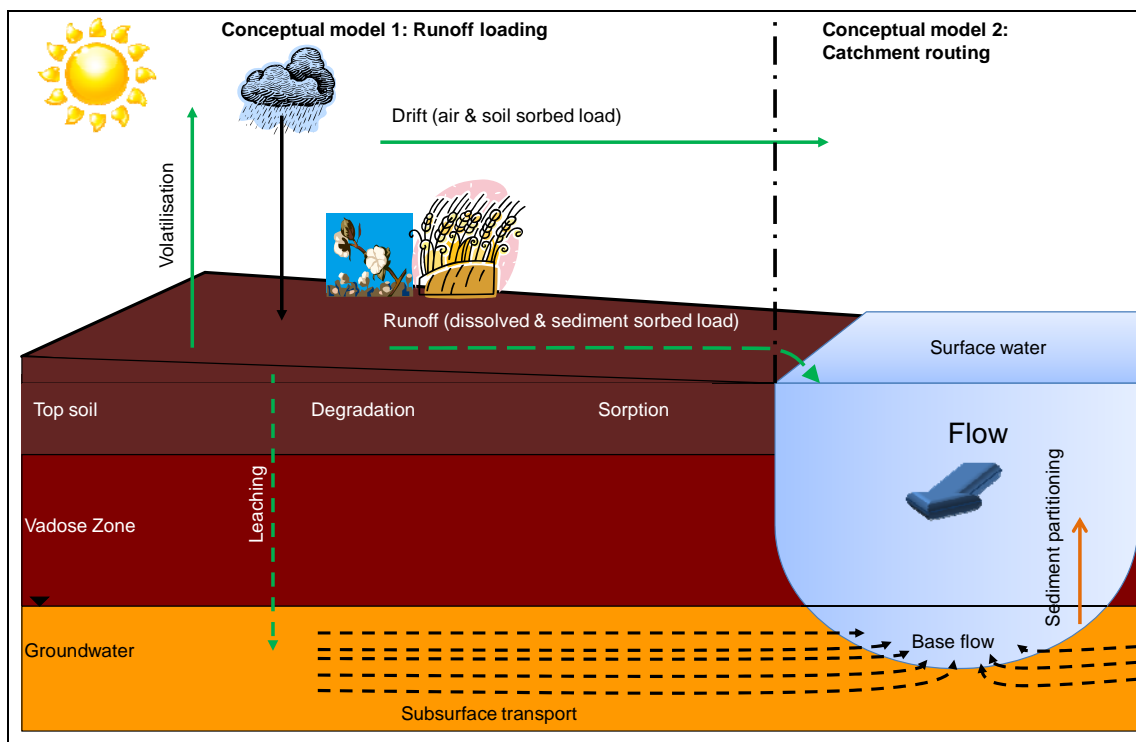 Conceptual model 1: Runoff loading
Conceptual model 2:
Catchment routing
Drift (air & soil sorbed load)
Volatilisation
Runoff (dissolved & sediment sorbed load)
Surface water
Top soil
Degradation
Sorption
Flow
Leaching
Vadose Zone
Sediment partitioning
Groundwater
Base flow
Subsurface transport